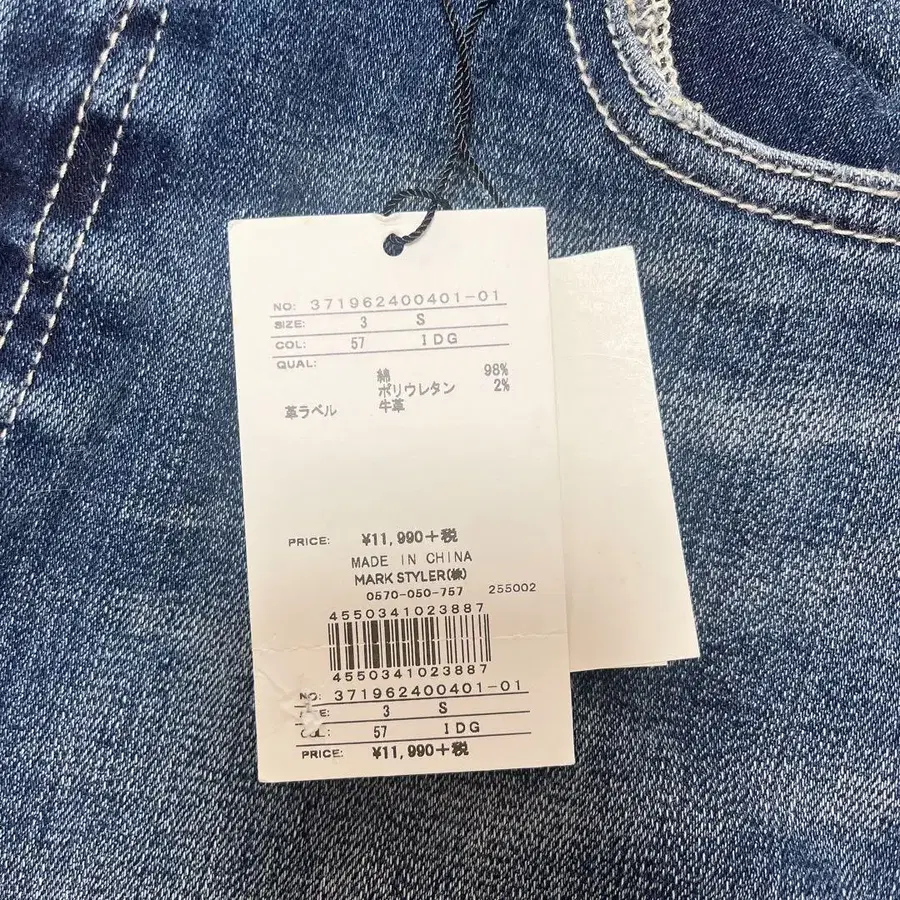 NO: 371962400401-01
SIZE: 3 S
COL: 57 IDG
QUAL:
綿 98%
ポリウレタン 2%
革ラベル 牛革
PRICE: ¥11,990+税
MADE IN CHINA
MARK STYLER(株)
0570-050-757 255002
4550341023887
4550341023887
NO: 371962400401-01
3 S
COL: 57 IDG
PRICE: ¥11,990+税